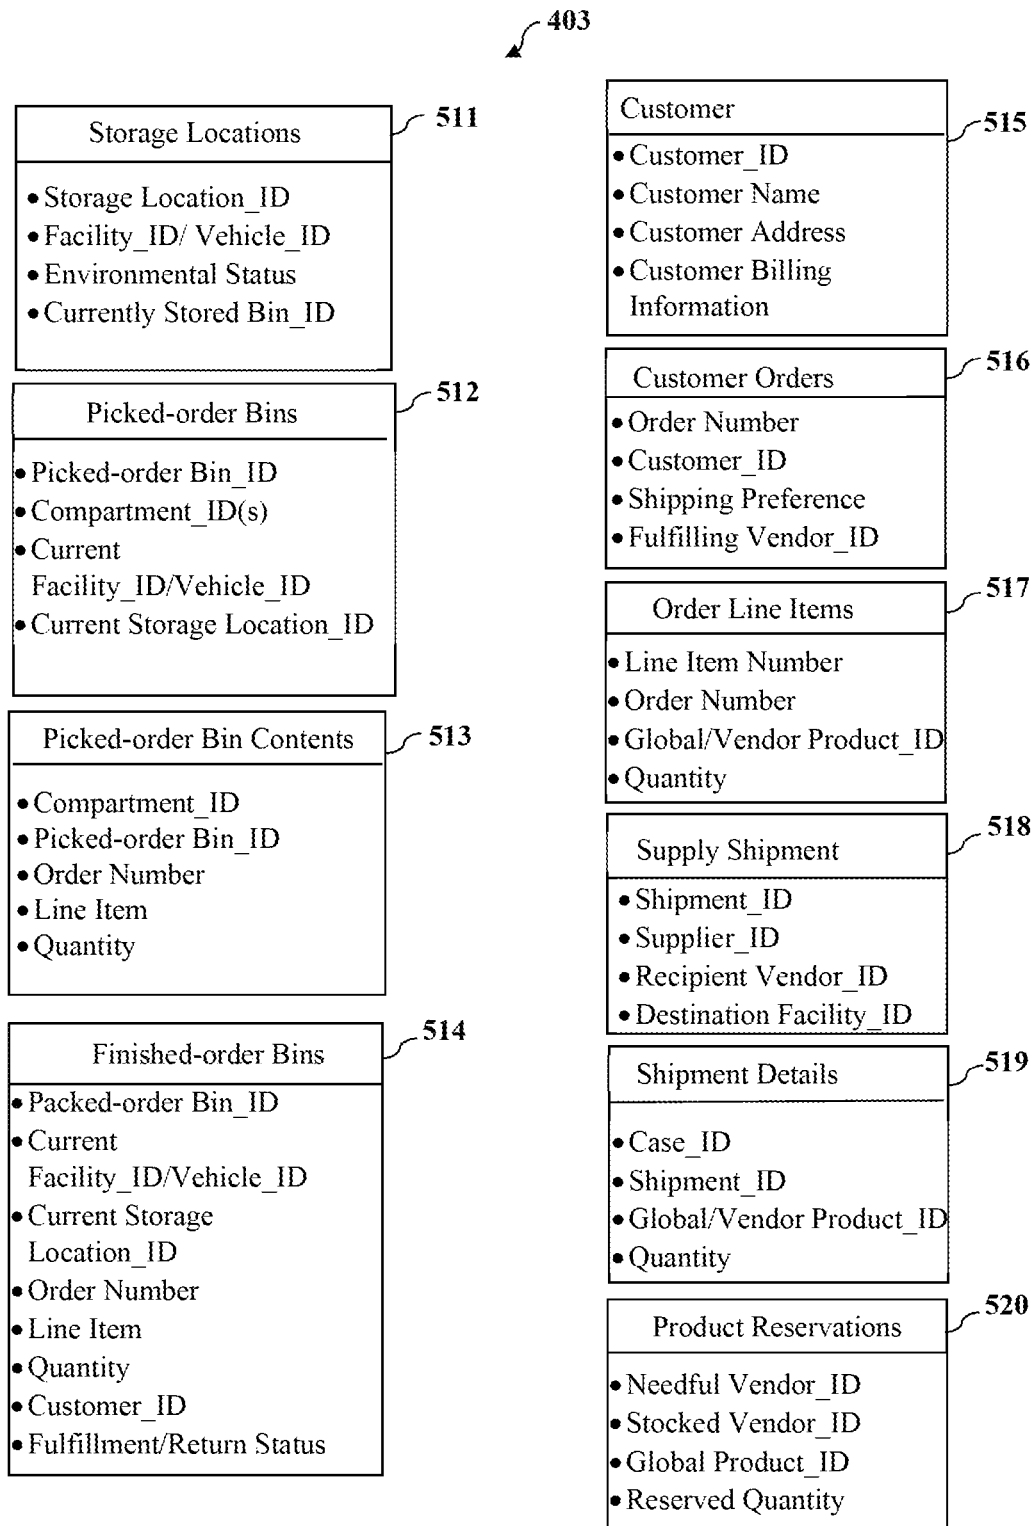 403
Storage Locations
511
• Storage Location_ID
• Facility_ID/ Vehicle_ID
• Environmental Status
• Currently Stored Bin_ID
Picked-order Bins
512
• Picked-order Bin_ID
• Compartment_ID(s)
• Current
Facility_ID/Vehicle_ID
• Current Storage Location_ID
Picked-order Bin Contents
513
• Compartment_ID
• Picked-order Bin_ID
• Order Number
• Line Item
• Quantity
Finished-order Bins
514
• Packed-order Bin_ID
• Current
Facility_ID/Vehicle_ID
• Current Storage
Location_ID
• Order Number
• Line Item
• Quantity
• Customer_ID
• Fulfillment/Return Status
Customer
515
• Customer_ID
• Customer Name
• Customer Address
• Customer Billing
Information
Customer Orders
516
• Order Number
• Customer_ID
• Shipping Preference
• Fulfilling Vendor_ID
Order Line Items
517
• Line Item Number
• Order Number
• Global/Vendor Product_ID
• Quantity
Supply Shipment
518
• Shipment_ID
• Supplier_ID
• Recipient Vendor_ID
• Destination Facility_ID
Shipment Details
519
• Case_ID
• Shipment_ID
• Global/Vendor Product_ID
• Quantity
Product Reservations
520
• Needful Vendor_ID
• Stocked Vendor_ID
• Global Product_ID
• Reserved Quantity